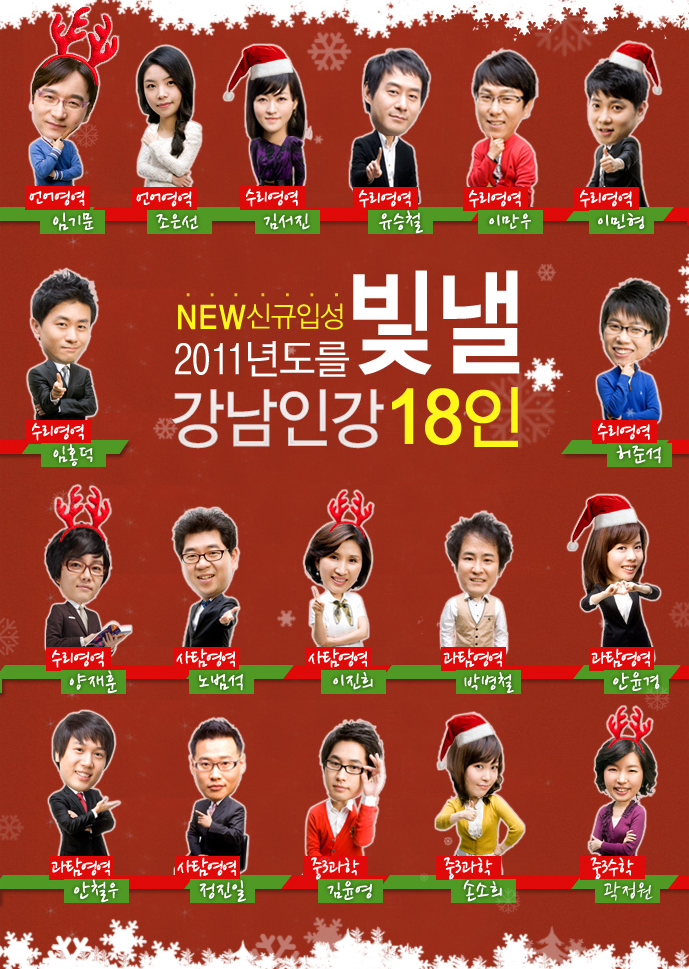 언어영역 언어영역 수리영역 수리영역 수리영역 수리영역
임기문 조은선 김서진 유승철 이만우 이민형
NEW신규입성 빛낼
2011년도를
강남인강 18인
수리영역 수리영역
임홍덕 허준석
수리영역 사탐영역 사탐영역 과탐영역 과탐영역
양재훈 노범석 이진희 박병철 안윤경
과탐영역 사탐영역 중3과학 중3과학 중3수학
안철우 정진일 김윤영 손소희 곽정원